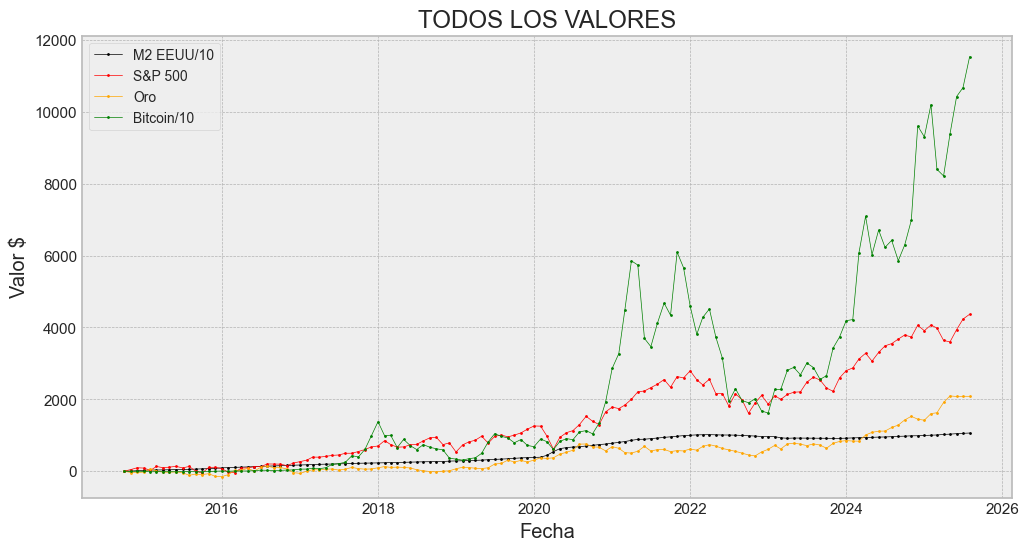 TODOS LOS VALORES
12000
10000
8000
6000
4000
2000
0
Valor $
M2 EEUU/10
S&P 500
Oro
Bitcoin/10
2016
2018
2020
2022
2024
2026
Fecha